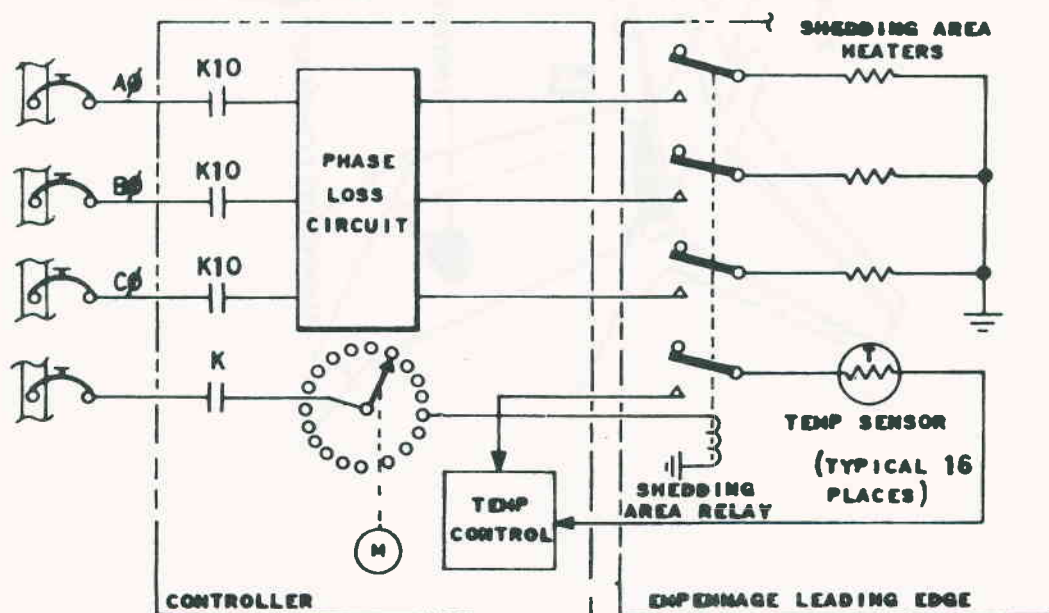 SHEDDING AREA
HEATERS
AØ
K10
BØ
K10
CØ
K10
K
PHASE
LOSS
CIRCUIT
T
TEMP SENSOR
(TYPICAL 16
PLACES)
SHEDDING
AREA RELAY
TEMP
CONTROL
M
CONTROLLER
EMPENNAGE LEADING EDGE